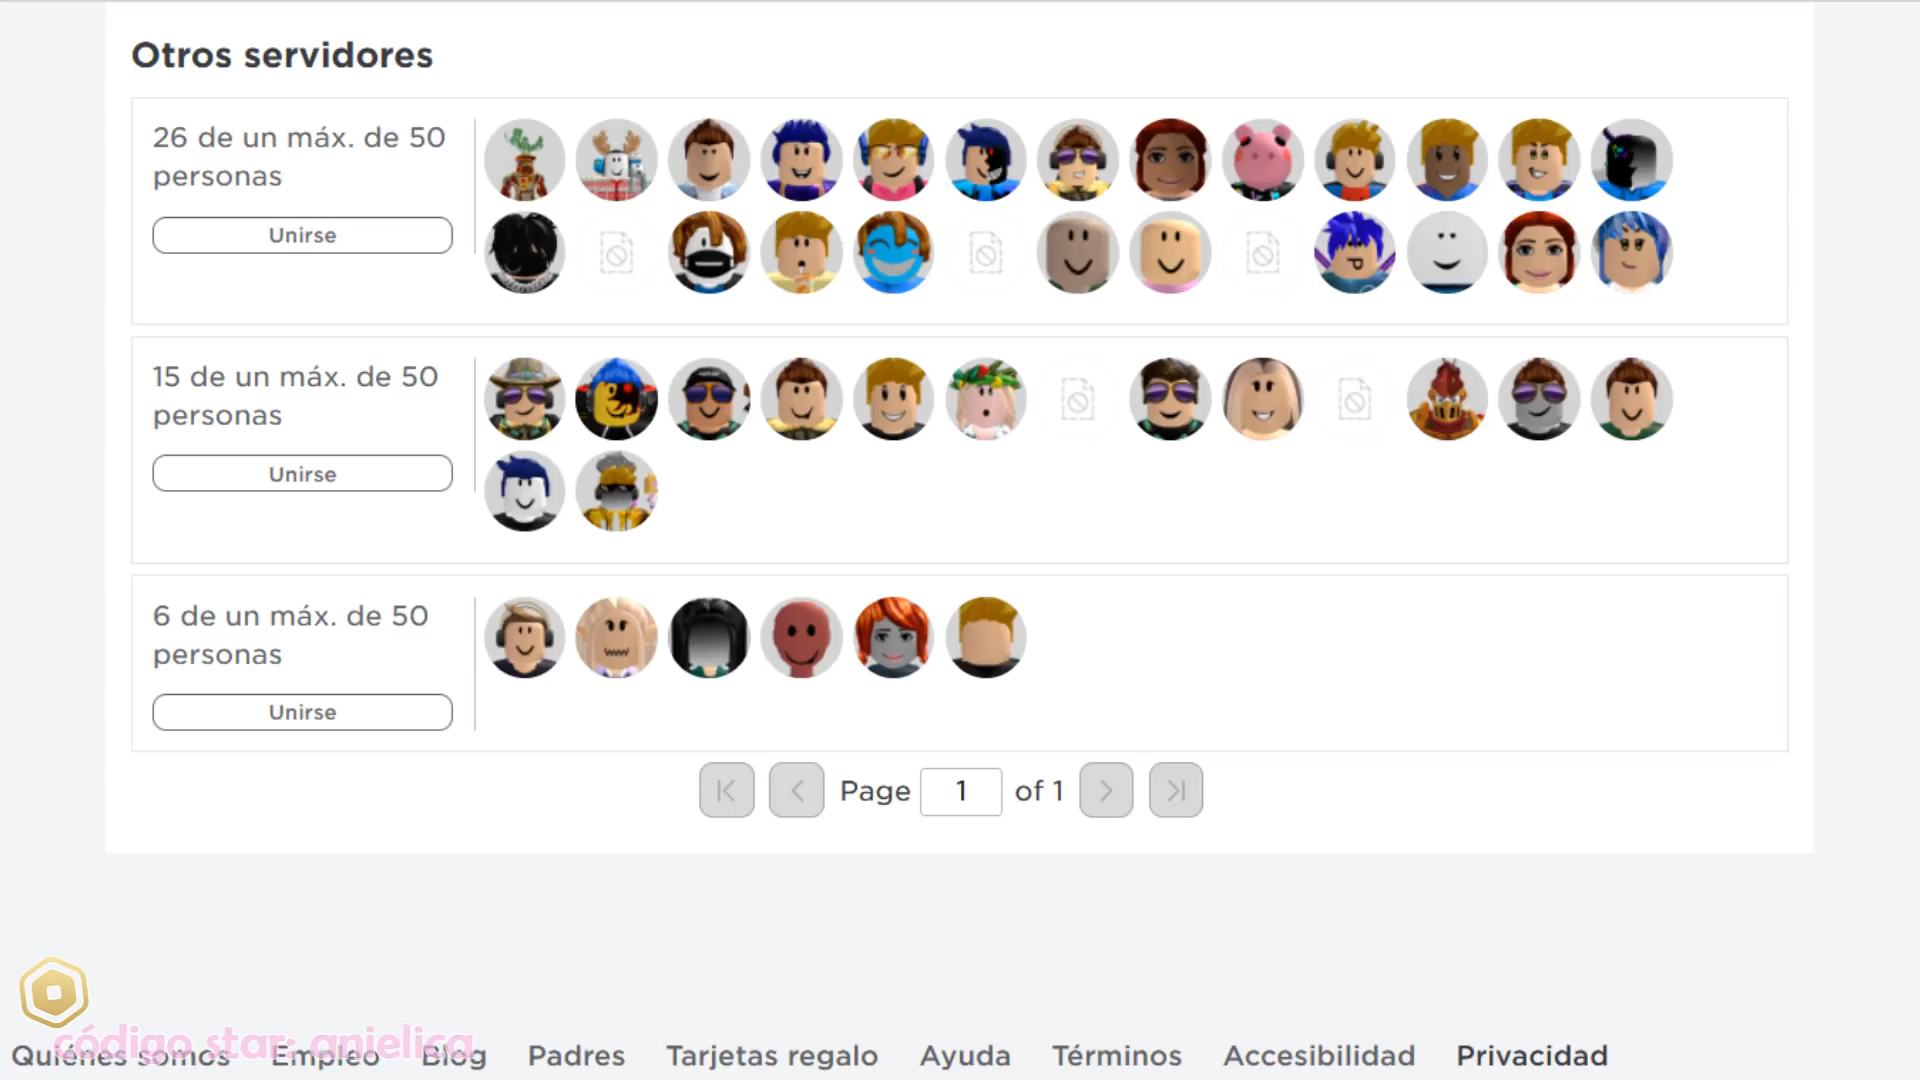 Otros servidores
26 de un máx. de 50
personas
Unirse
15 de un máx. de 50
personas
Unirse
6 de un máx. de 50
personas
Unirse
Page 1 of 1
código star: anielica
Quiénes somos Empleo Blog Padres Tarjetas regalo Ayuda Términos Accesibilidad Privacidad